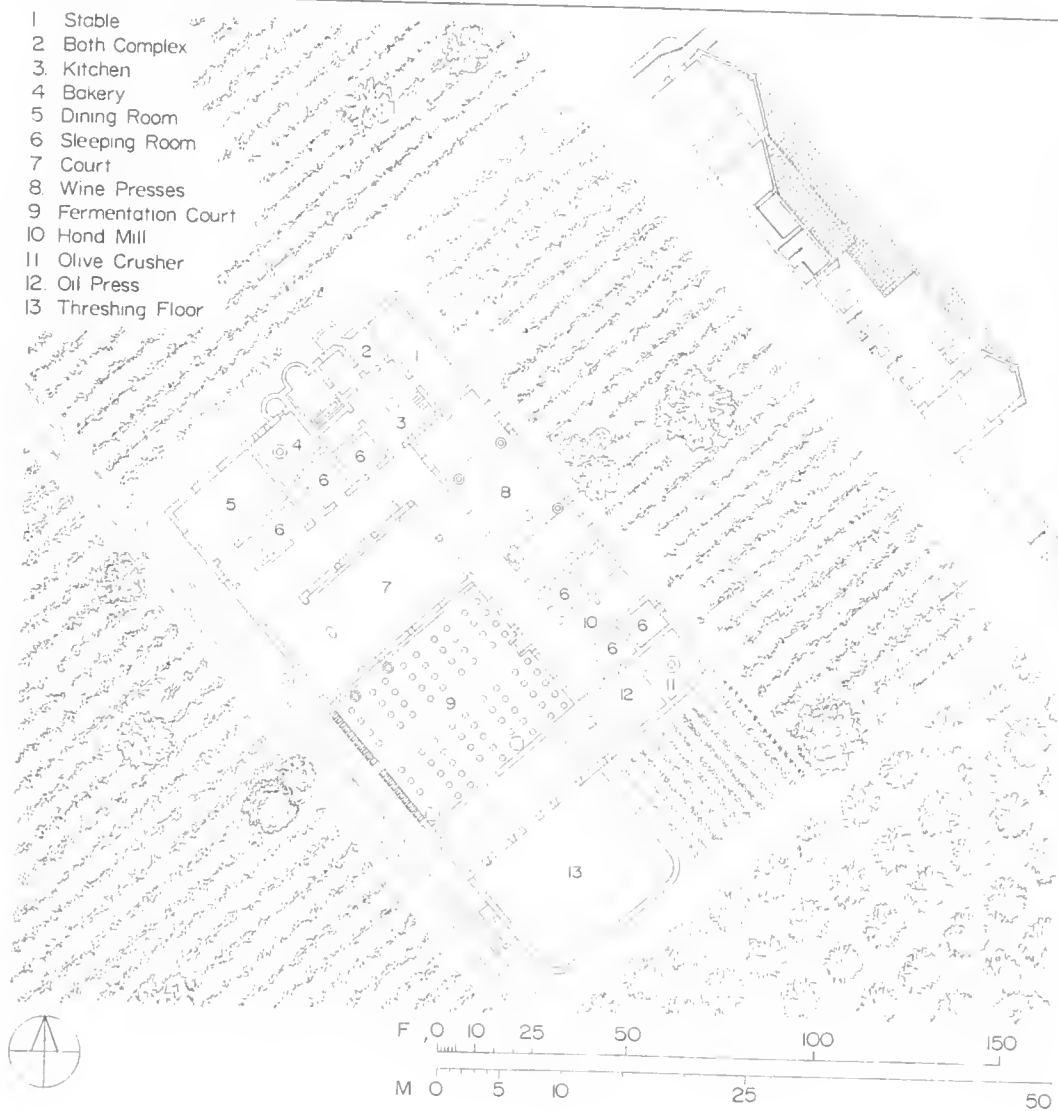 1 Stable
2 Both Complex
3. Kitchen
4 Bakery
5 Dining Room
6 Sleeping Room
7 Court
8. Wine Presses
9 Fermentation Court
10 Hond Mill
11 Olive Crusher
12. Oil Press
13 Threshing Floor
2 1
3
4
6
6 8
5
6
7
6
10 6
6
12 11
9
13
F 0 10 25 50 100 150
M 0 5 10 25 50